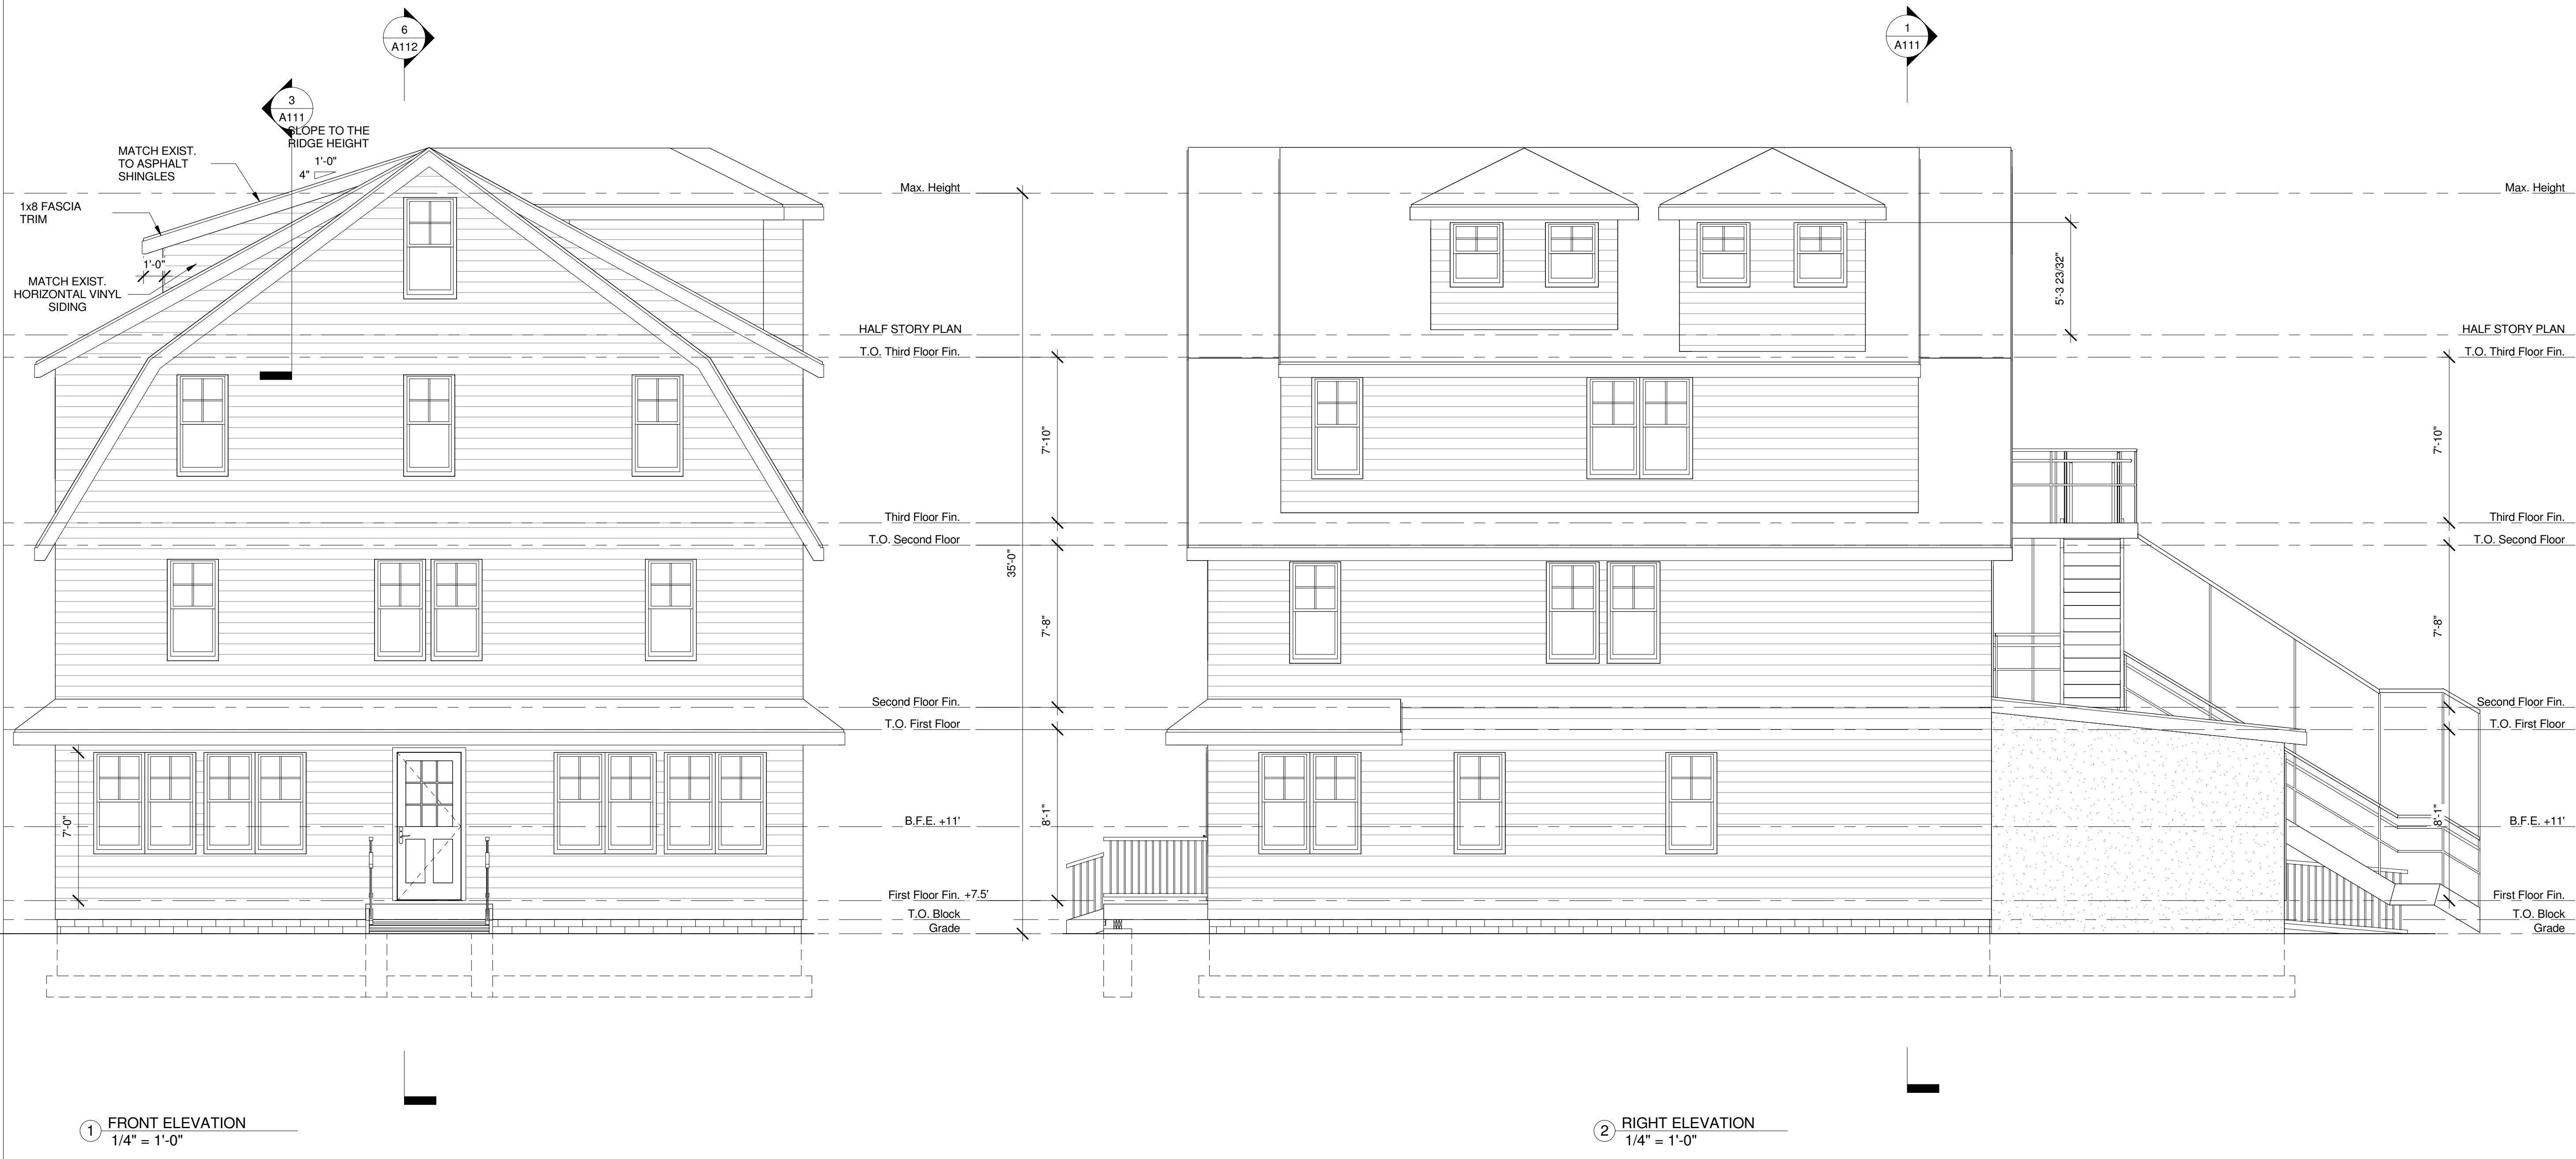 6
A112
3
A111
SLOPE TO THE
RIDGE HEIGHT
1'-0"
4"
MATCH EXIST.
TO ASPHALT
SHINGLES
1x8 FASCIA
TRIM
1'-0"
MATCH EXIST.
HORIZONTAL VINYL
SIDING
7'-0"
Max. Height
HALF STORY PLAN
T.O. Third Floor Fin.
Third Floor Fin.
T.O. Second Floor
Second Floor Fin.
T.O. First Floor
B.F.E. +11'
First Floor Fin. +7.5'
T.O. Block
Grade
35'-0"
7'-10"
7'-8"
8'-1"
1 FRONT ELEVATION
1/4" = 1'-0"
1
A111
5'-3 23/32"
7'-10"
7'-8"
8'-1"
Max. Height
HALF STORY PLAN
T.O. Third Floor Fin.
Third Floor Fin.
T.O. Second Floor
Second Floor Fin.
T.O. First Floor
B.F.E. +11'
First Floor Fin.
T.O. Block
Grade
2 RIGHT ELEVATION
1/4" = 1'-0"